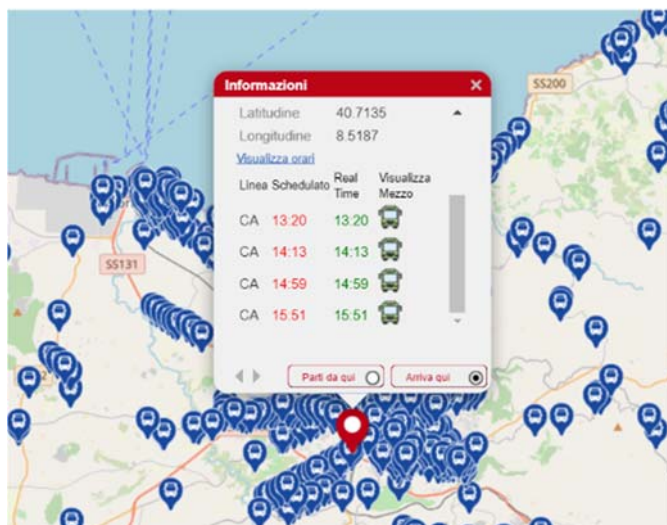 Informazioni
SS200
Latitudine 40.7135
Longitudine 8.5187
Visualizza orari
Linea Schedulato Real Time Visualizza Mezzo
CA 13:20 13:20
CA 14:13 14:13
SS131
CA 14:59 14:59
CA 15:51 15:51
Parti da qui Arriva qui